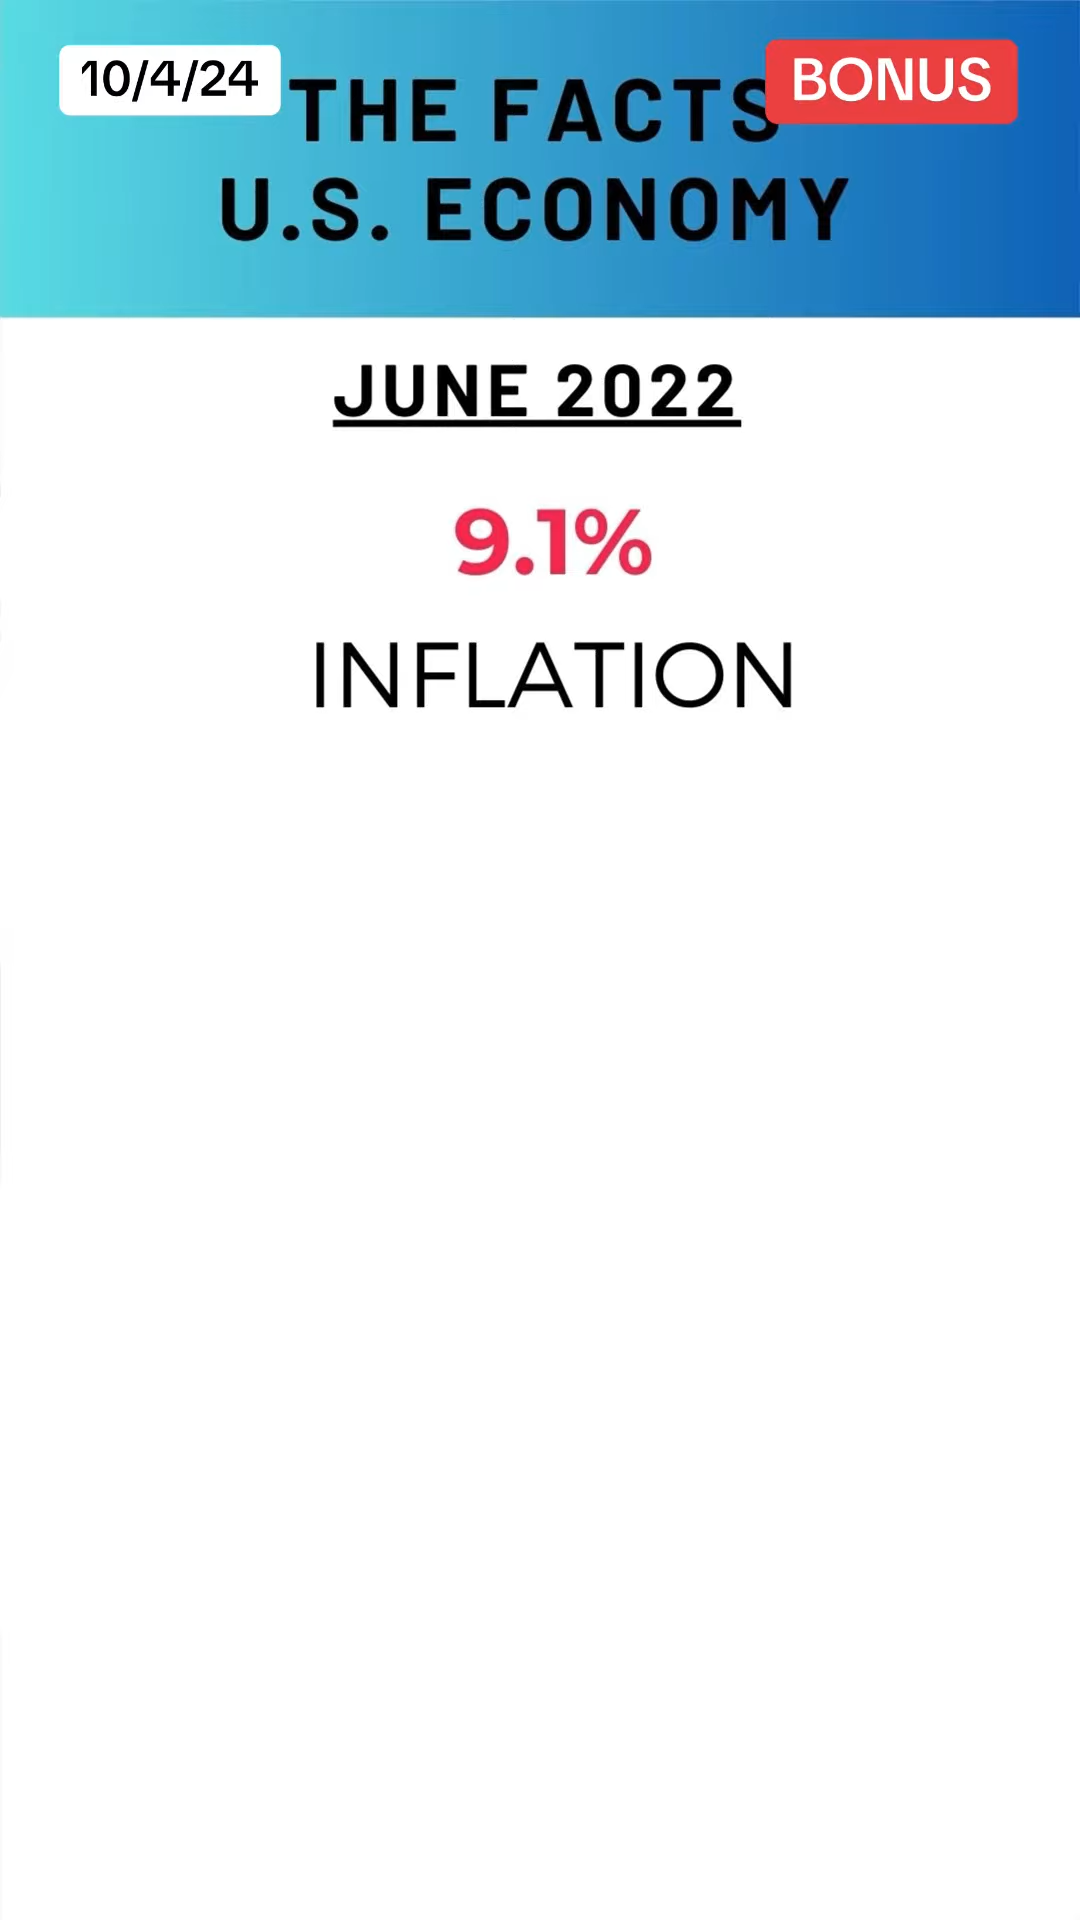 10/4/24
BONUS
THE FACTS
U.S. ECONOMY
JUNE 2022
9.1%
INFLATION